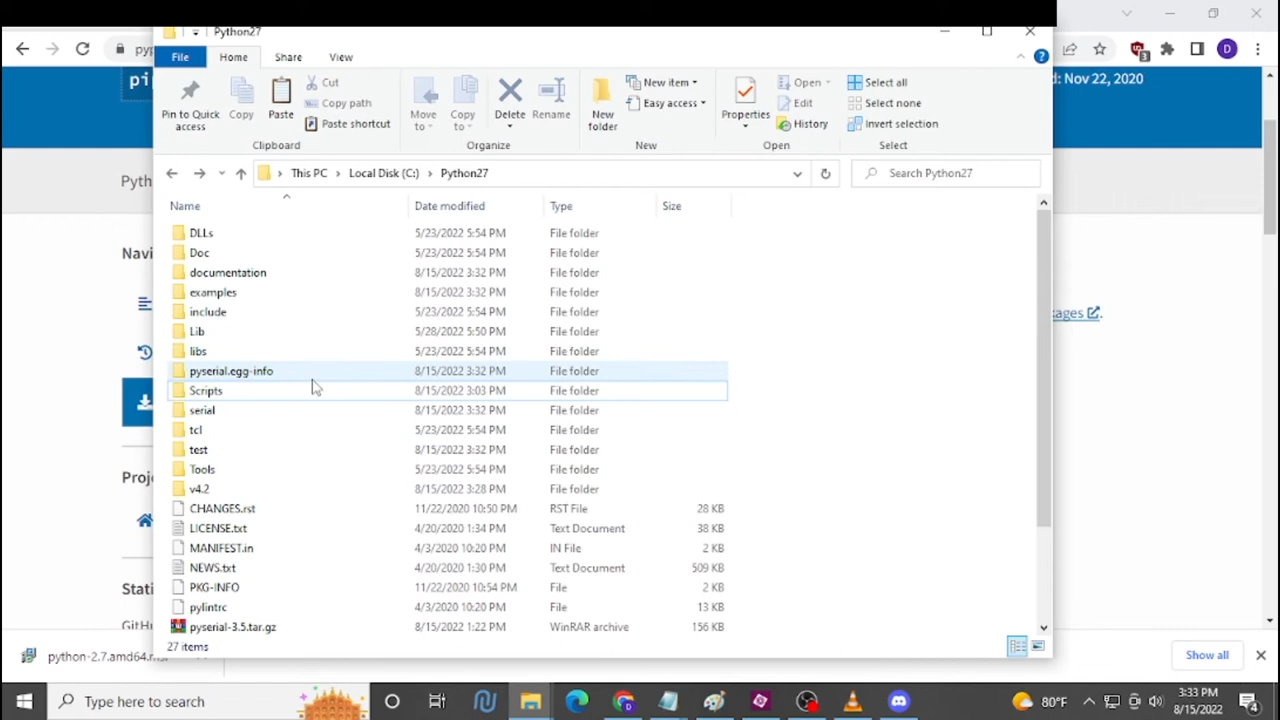 Python27
pip
d: Nov 22, 2020
File Home Share View
Pin to Quick access
Copy
Paste
Cut
Copy path
Paste shortcut
Clipboard
Move to
Copy to
Delete
Rename
Organize
New folder
New item
Easy access
New
Properties
Open
Edit
History
Open
Select all
Select none
Invert selection
Select
This PC > Local Disk (C:) > Python27
Search Python27
Pyth
Name Date modified Type Size
DLLs 5/23/2022 5:54 PM File folder
Doc 5/23/2022 5:54 PM File folder
Navi
documentation 8/15/2022 3:32 PM File folder
examples 8/15/2022 3:32 PM File folder
include 5/23/2022 5:54 PM File folder
kages
Lib 5/28/2022 5:50 PM File folder
libs 5/23/2022 5:54 PM File folder
pyserial.egg-info 8/15/2022 3:32 PM File folder
Scripts 8/15/2022 3:03 PM File folder
serial 8/15/2022 3:32 PM File folder
tcl 5/23/2022 5:54 PM File folder
test 8/15/2022 3:32 PM File folder
Tools 5/23/2022 5:54 PM File folder
Proj
v4.2 8/15/2022 3:28 PM File folder
CHANGES.rst 11/22/2020 10:50 PM RST File 28 KB
LICENSE.txt 4/20/2020 1:34 PM Text Document 38 KB
MANIFEST.in 4/3/2020 10:20 PM IN File 2 KB
NEWS.txt 4/20/2020 1:30 PM Text Document 509 KB
PKG-INFO 11/22/2020 10:54 PM File 2 KB
Stati
pylintrc 4/3/2020 10:20 PM File 13 KB
GitHu
pyserial-3.5.tar.gz 8/15/2022 1:22 PM WinRAR archive 156 KB
27 items
python-2.7.amd64.m
Show all
Type here to search
80°F
3:33 PM
8/15/2022
4